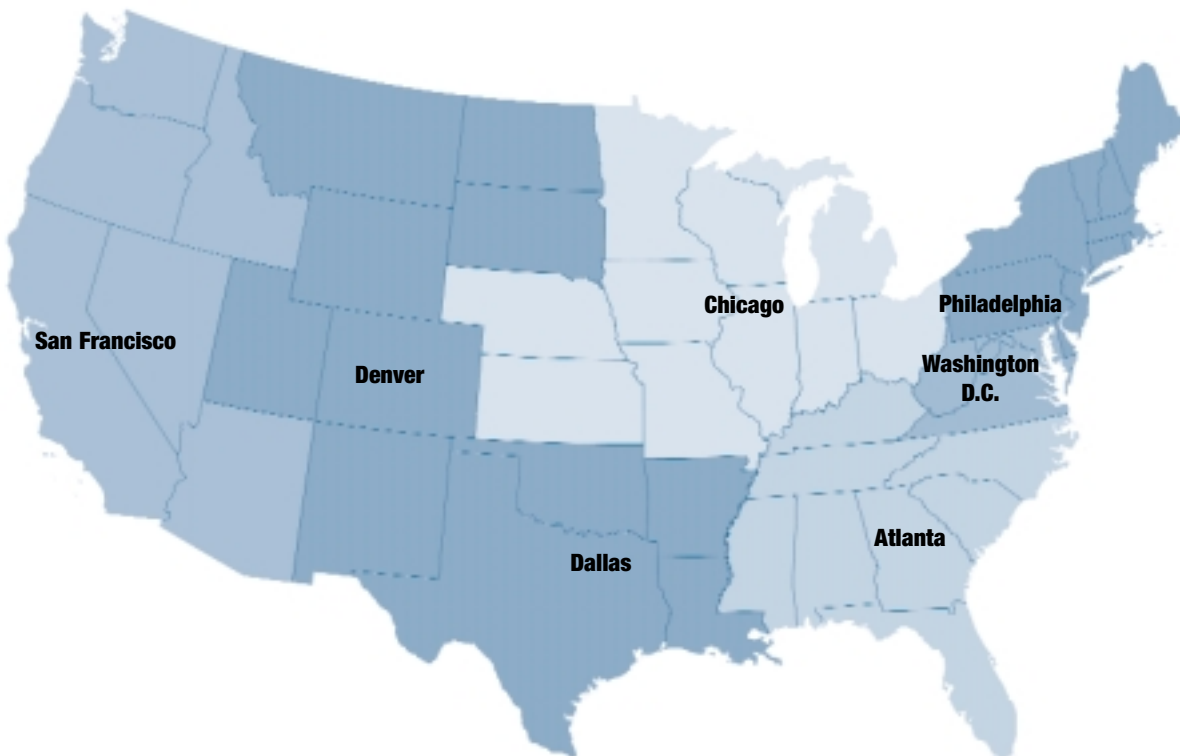 Chicago
Philadelphia
San Francisco
Denver
Washington
D.C.
Atlanta
Dallas